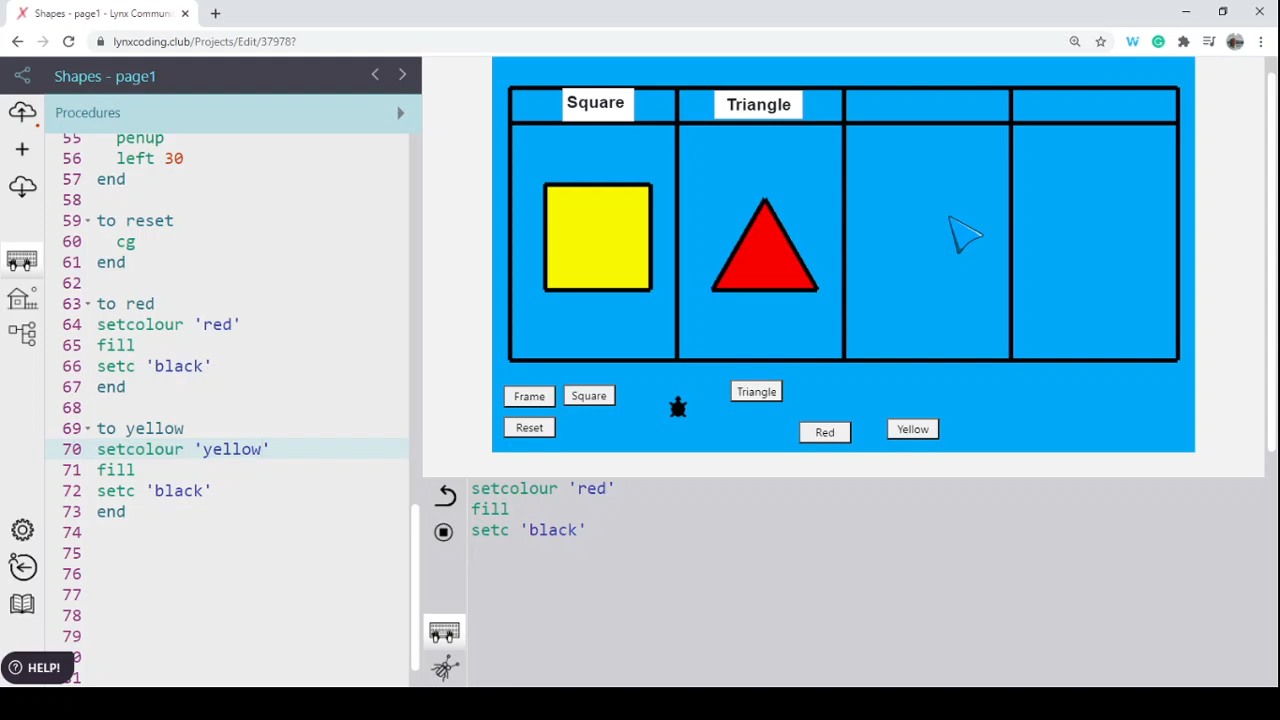 Shapes - page1 - Lynx Communi
lynxcoding.club/Projects/Edit/37978?
Shapes - page1
Procedures
55 penup
56 left 30
57 end
58
59 to reset
60 cg
61 end
62
63 to red
64 setcolour 'red'
65 fill
66 setc 'black'
67 end
68
69 to yellow
70 setcolour 'yellow'
71 fill
72 setc 'black'
73 end
74
75
76
77
78
79
HELP!
Square Triangle
Frame Square Triangle
Reset Red Yellow
setcolour 'red'
fill
setc 'black'